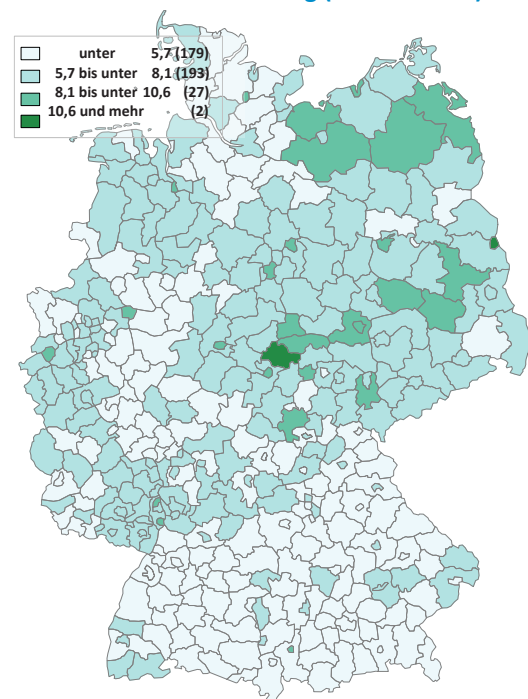 unter 5,7 (179)
5,7 bis unter 8,1 (193)
8,1 bis unter 10,6 (27)
10,6 und mehr (2)